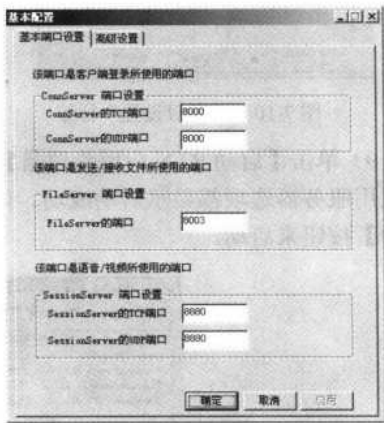 基本配置
基本端口设置 高级设置
该端口是客户端登录所使用的端口
ConnServer 端口设置
ConnServer的TCP端口 8000
ConnServer的UDP端口 8000
该端口是发送/接收文件所使用的端口
FileServer 端口设置
FileServer的端口 8003
该端口是语音/视频所使用的端口
SessionServer 端口设置
SessionServer的TCP端口 8880
SessionServer的UDP端口 8880
确定 取消 应用